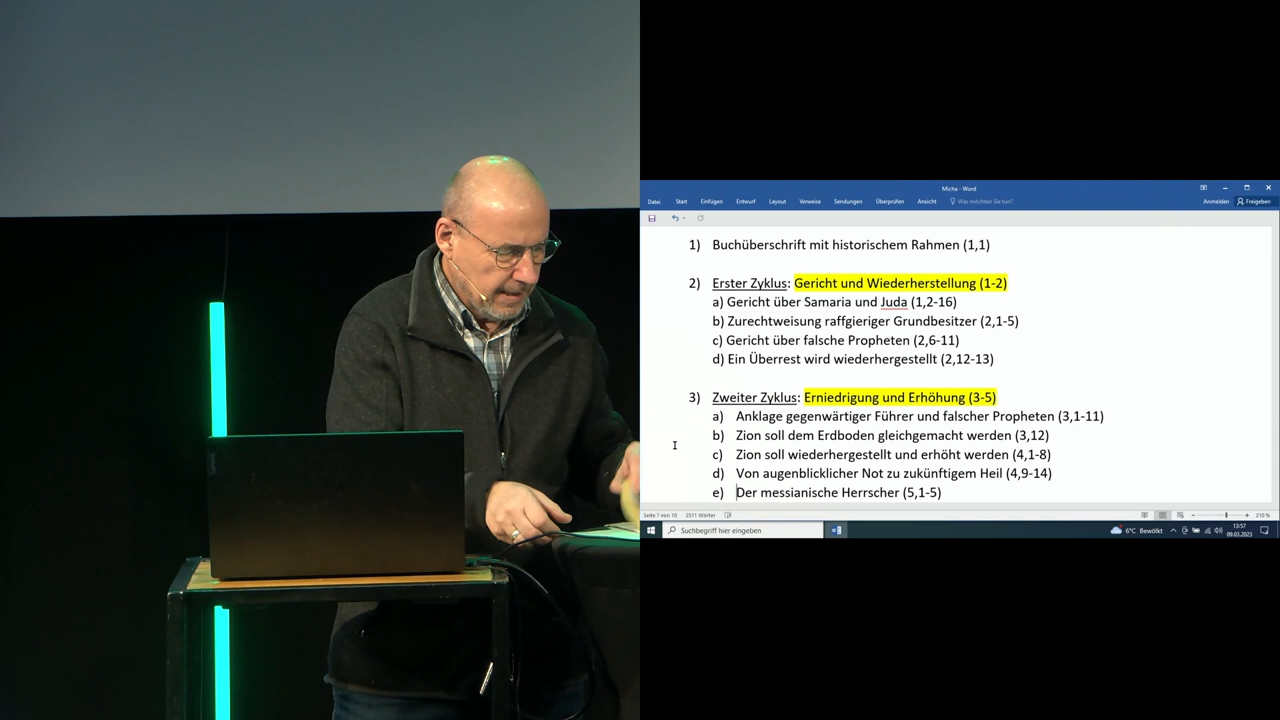 Micha - Word
Datei Start Einfügen Entwurf Layout Verweise Sendungen Überprüfen Ansicht Was möchten Sie tun? Anmelden Freigeben
1) Buchüberschrift mit historischem Rahmen (1,1)
2) Erster Zyklus: Gericht und Wiederherstellung (1-2)
a) Gericht über Samaria und Juda (1,2-16)
b) Zurechtweisung raffgieriger Grundbesitzer (2,1-5)
c) Gericht über falsche Propheten (2,6-11)
d) Ein Überrest wird wiederhergestellt (2,12-13)
3) Zweiter Zyklus: Erniedrigung und Erhöhung (3-5)
a) Anklage gegenwärtiger Führer und falscher Propheten (3,1-11)
b) Zion soll dem Erdboden gleichgemacht werden (3,12)
c) Zion soll wiederhergestellt und erhöht werden (4,1-8)
d) Von augenblicklicher Not zu zukünftigem Heil (4,9-14)
e) Der messianische Herrscher (5,1-5)
Seite 7 von 10 2511 Wörter 210 %
Suchbegriff hier eingeben 6°C Bewölkt 13:57
09.03.2023